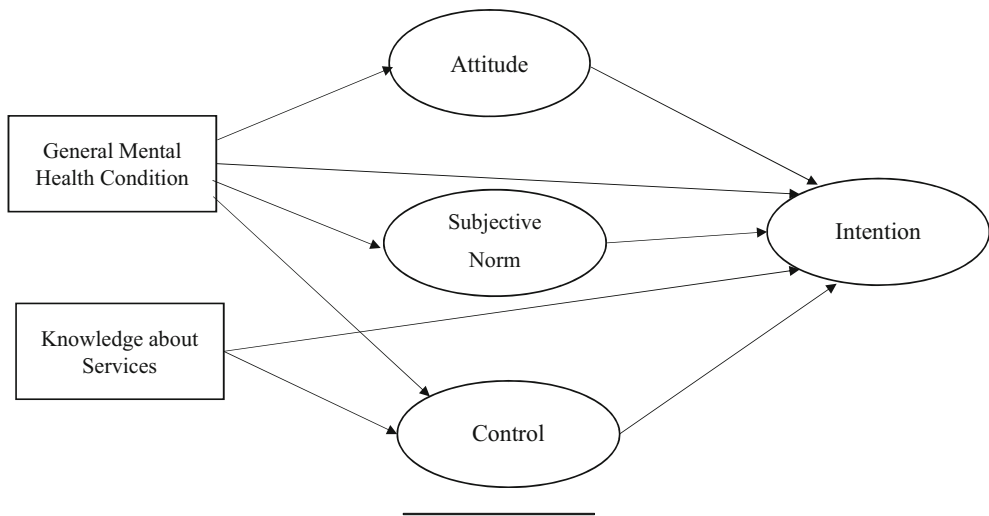 Attitude
General Mental
Health Condition
Subjective
Norm
Intention
Knowledge about
Services
Control